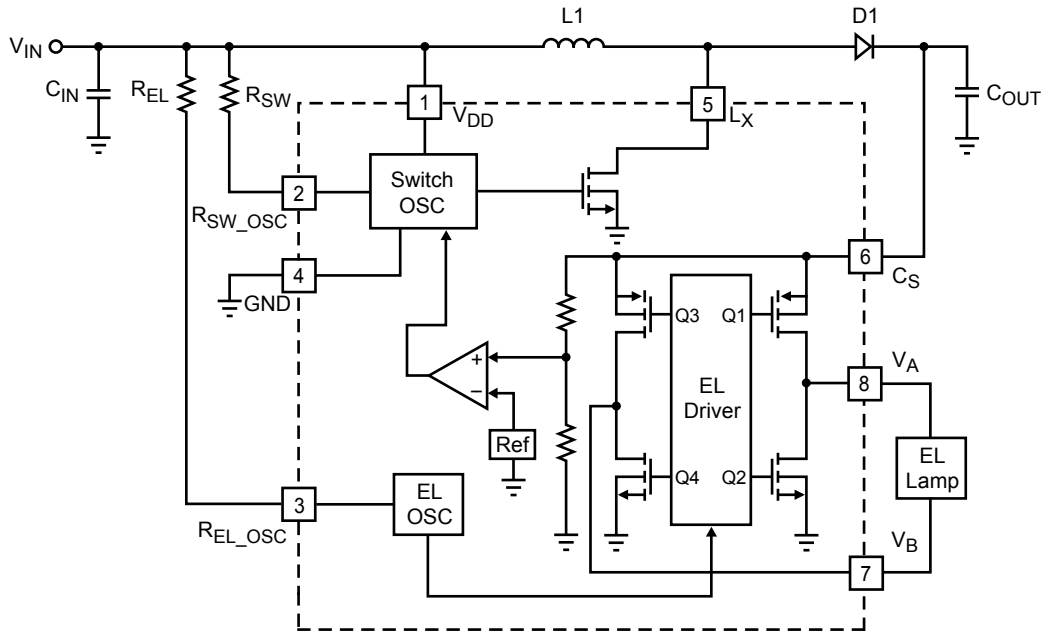 L1
D1
V_IN
C_IN
R_EL
R_SW
1
V_DD
5
L_X
C_OUT
2
R_SW_OSC
Switch
OSC
4
GND
6
C_S
Q3
Q1
+
−
EL
Driver
8
V_A
Ref
Q4
Q2
EL
Lamp
3
R_EL_OSC
EL
OSC
V_B
7